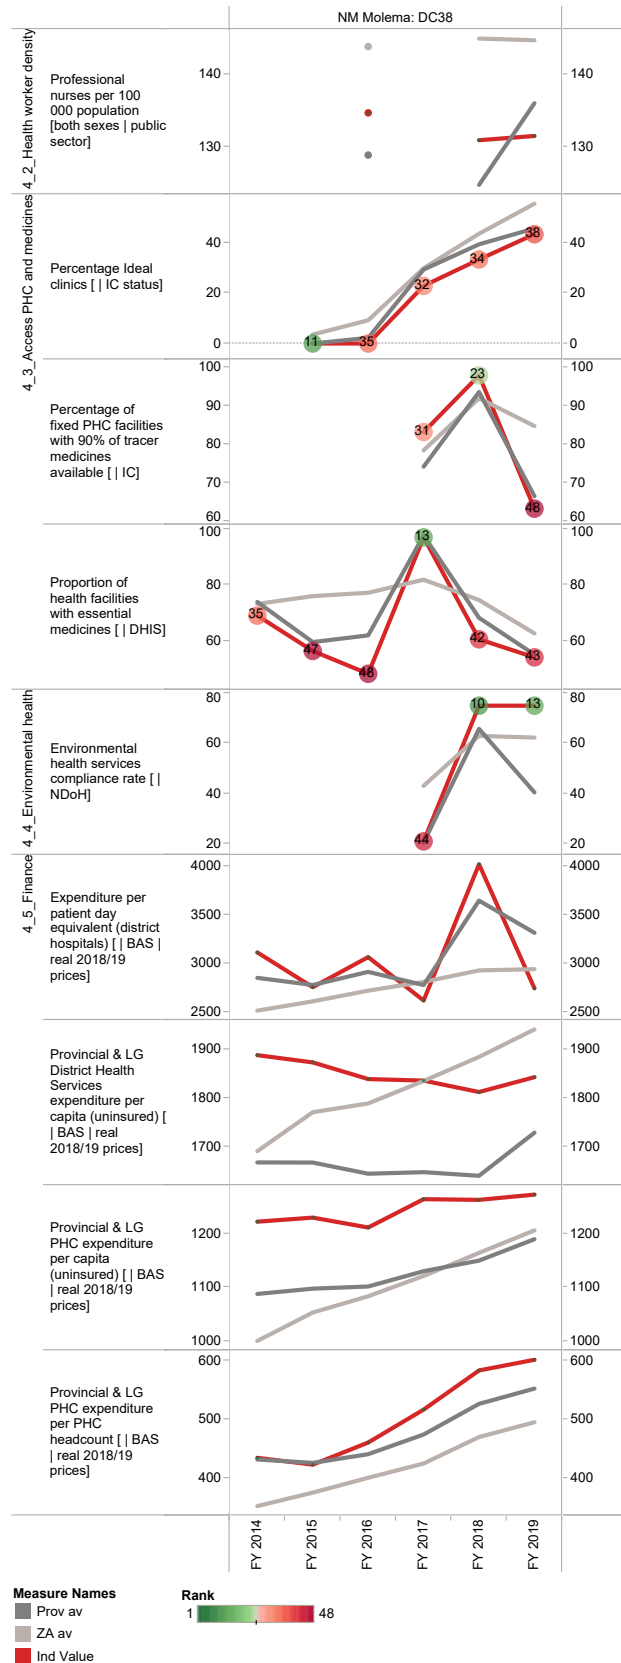 NM Molema: DC38
4_2_Health worker density
Professional
nurses per 100
000 population
[both sexes | public
sector]
140
130
140
130
4_3_Access PHC and medicines
Percentage Ideal
clinics [ | IC status]
40
20
0
11
35
32
34
38
40
20
0
Percentage of
fixed PHC facilities
with 90% of tracer
medicines
available [ | IC]
100
90
80
70
60
31
23
48
100
90
80
70
60
Proportion of
health facilities
with essential
medicines [ | DHIS]
100
80
60
35
47
48
13
42
43
100
80
60
4_4_Environmental health
Environmental
health services
compliance rate [ |
NDoH]
80
60
40
20
44
10
13
80
60
40
20
4_5_Finance
Expenditure per
patient day
equivalent (district
hospitals) [ | BAS |
real 2018/19
prices]
4000
3500
3000
2500
4000
3500
3000
2500
Provincial & LG
District Health
Services
expenditure per
capita (uninsured) [
| BAS | real
2018/19 prices]
1900
1800
1700
1900
1800
1700
Provincial & LG
PHC expenditure
per capita
(uninsured) [ | BAS
| real 2018/19
prices]
1200
1100
1000
1200
1100
1000
Provincial & LG
PHC expenditure
per PHC
headcount [ | BAS
| real 2018/19
prices]
600
500
400
600
500
400
FY 2014
FY 2015
FY 2016
FY 2017
FY 2018
FY 2019
Measure Names
Prov av
ZA av
Ind Value
Rank
1 48